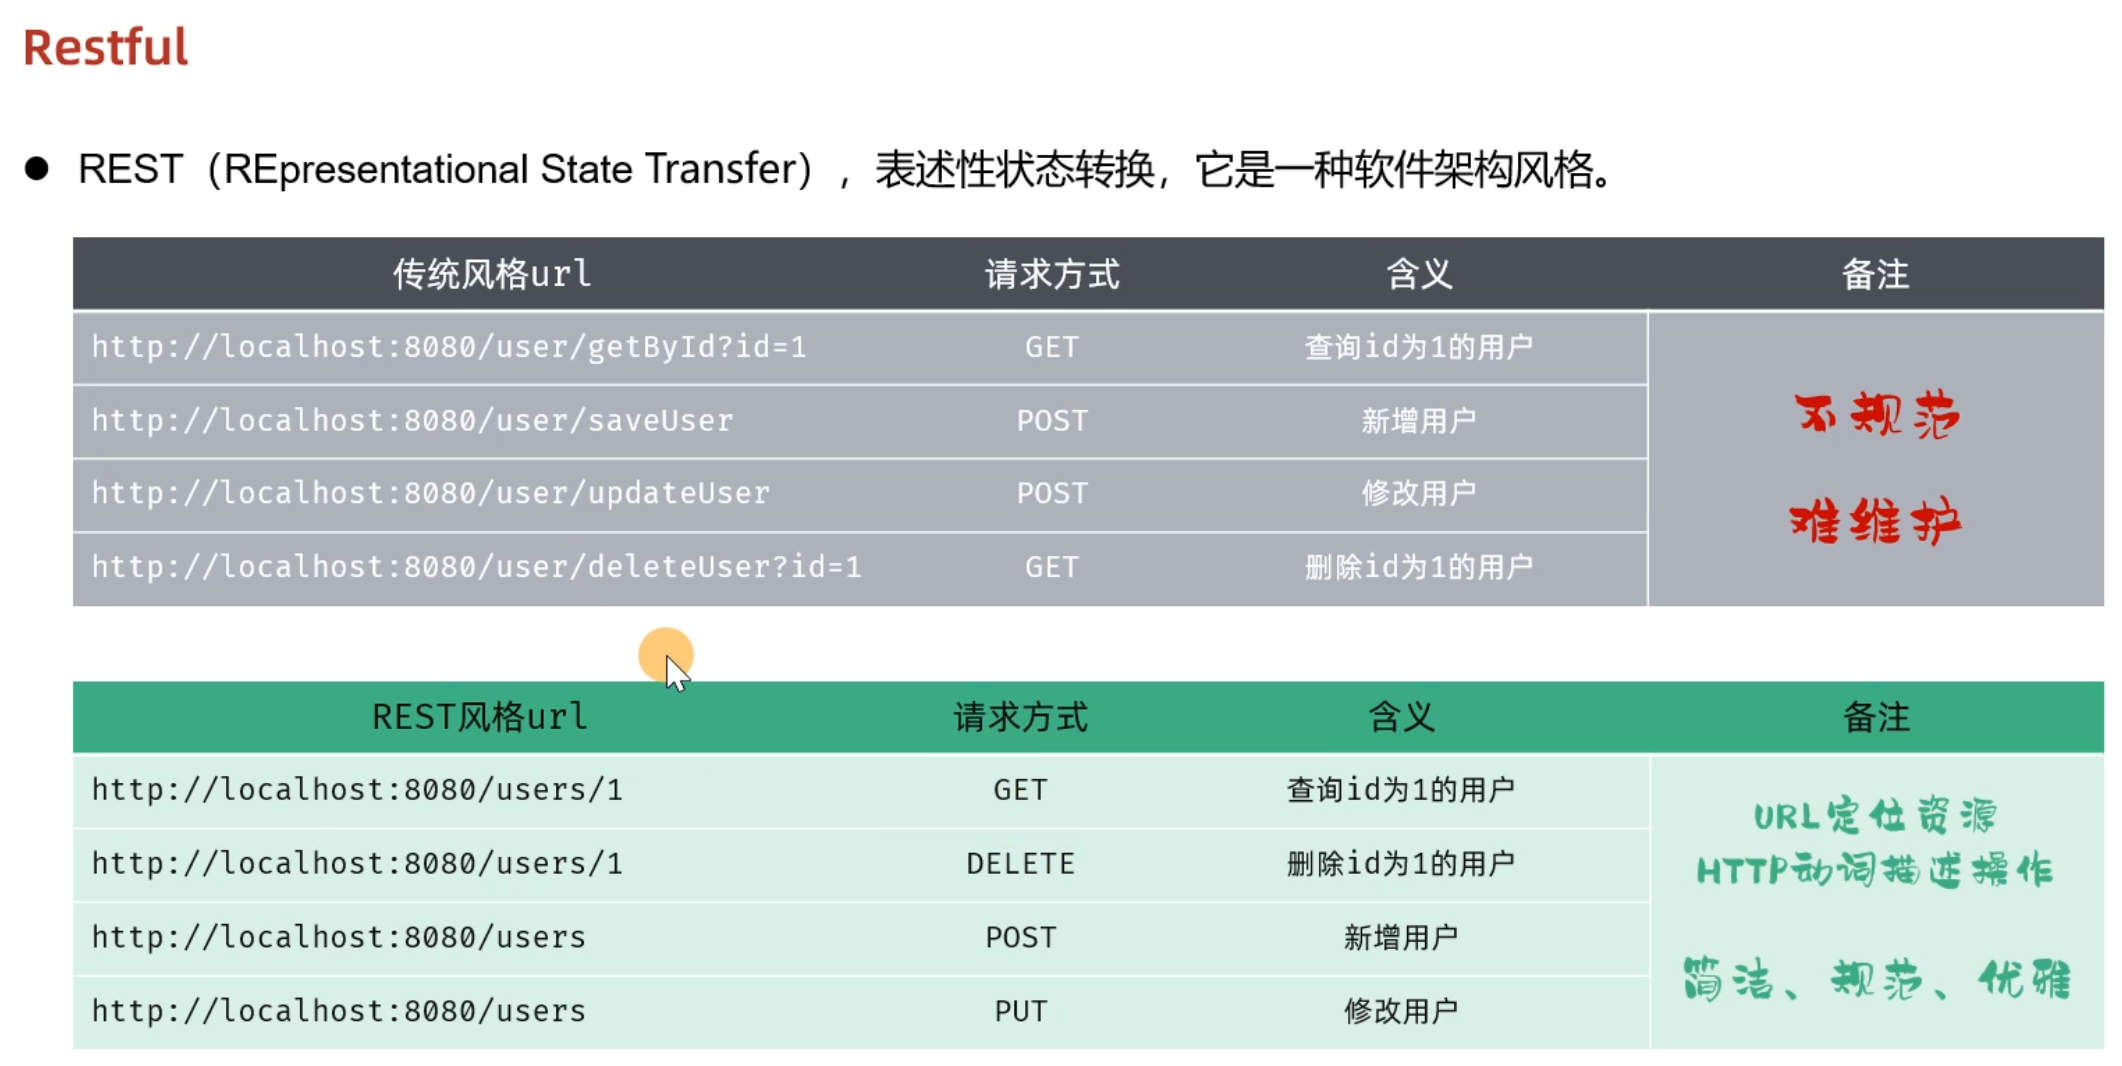 Restful
● REST（REpresentational State Transfer），表述性状态转换，它是一种软件架构风格。
传统风格url 请求方式 含义 备注
http://localhost:8080/user/getById?id=1 GET 查询id为1的用户
http://localhost:8080/user/saveUser POST 新增用户
http://localhost:8080/user/updateUser POST 修改用户
http://localhost:8080/user/deleteUser?id=1 GET 删除id为1的用户
不规范
难维护
REST风格url 请求方式 含义 备注
http://localhost:8080/users/1 GET 查询id为1的用户
http://localhost:8080/users/1 DELETE 删除id为1的用户
http://localhost:8080/users POST 新增用户
http://localhost:8080/users PUT 修改用户
URL定位资源
HTTP动词描述操作
简洁、规范、优雅